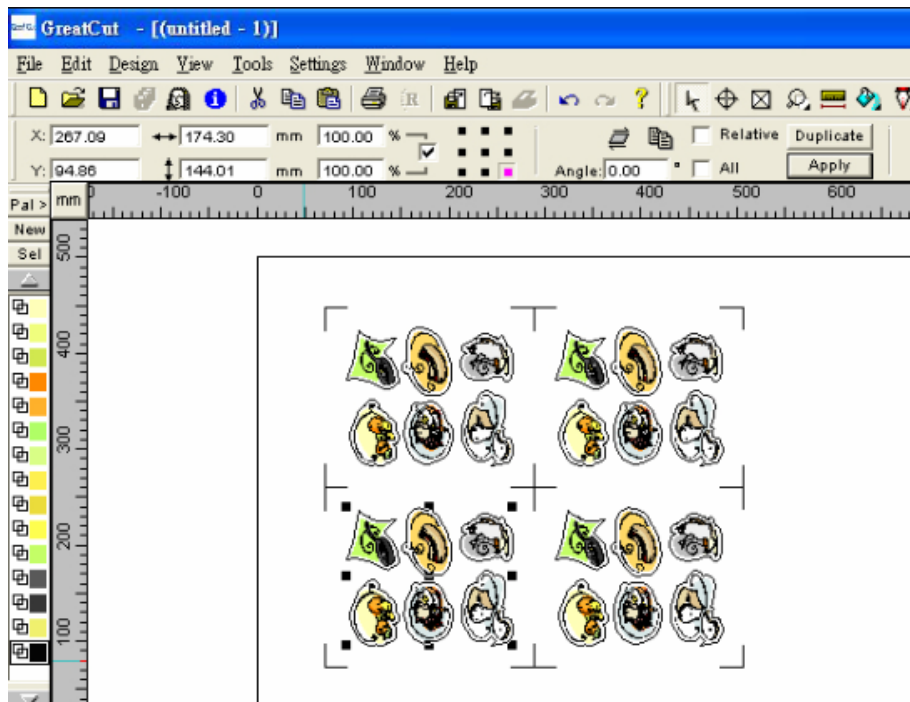 GreatCut - [(untitled - 1)]
File Edit Design View Tools Settings Window Help
X: 267.09 174.30 mm 100.00 % Relative Duplicate
Y: 94.86 144.01 mm 100.00 % Angle: 0.00 ° All Apply
Pal > mm -100 0 100 200 300 400 500 600
New
Sel
500
400
300
200
100